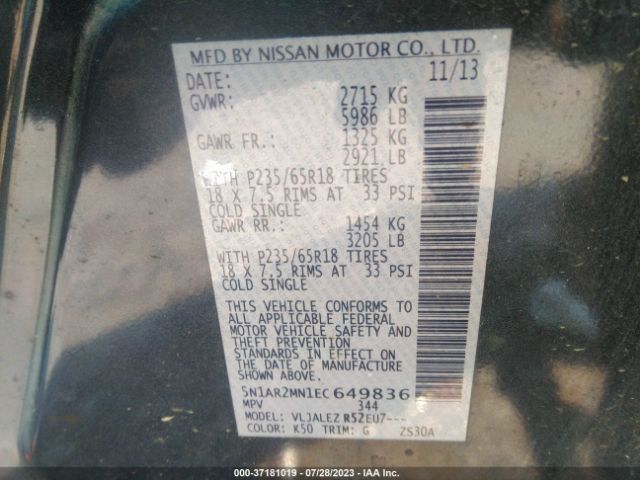 MFD BY NISSAN MOTOR CO., LTD.
DATE: 11/13
GVWR: 2715 KG
5986 LB
GAWR FR.: 1325 KG
2921 LB
WITH P235/65R18 TIRES
18 X 7.5 RIMS AT 33 PSI
COLD SINGLE
GAWR RR.: 1454 KG
3205 LB
WITH P235/65R18 TIRES
18 X 7.5 RIMS AT 33 PSI
COLD SINGLE
THIS VEHICLE CONFORMS TO
ALL APPLICABLE FEDERAL
MOTOR VEHICLE SAFETY AND
THEFT PREVENTION
STANDARDS IN EFFECT ON
THE DATE OF MANUFACTURE
SHOWN ABOVE.
5N1AR2MN1EC649836
MPV 344
MODEL: VLJALEZ R52EU7---
COLOR: K50 TRIM: G ZS30A
000-37181019 - 07/28/2023 - IAA Inc.